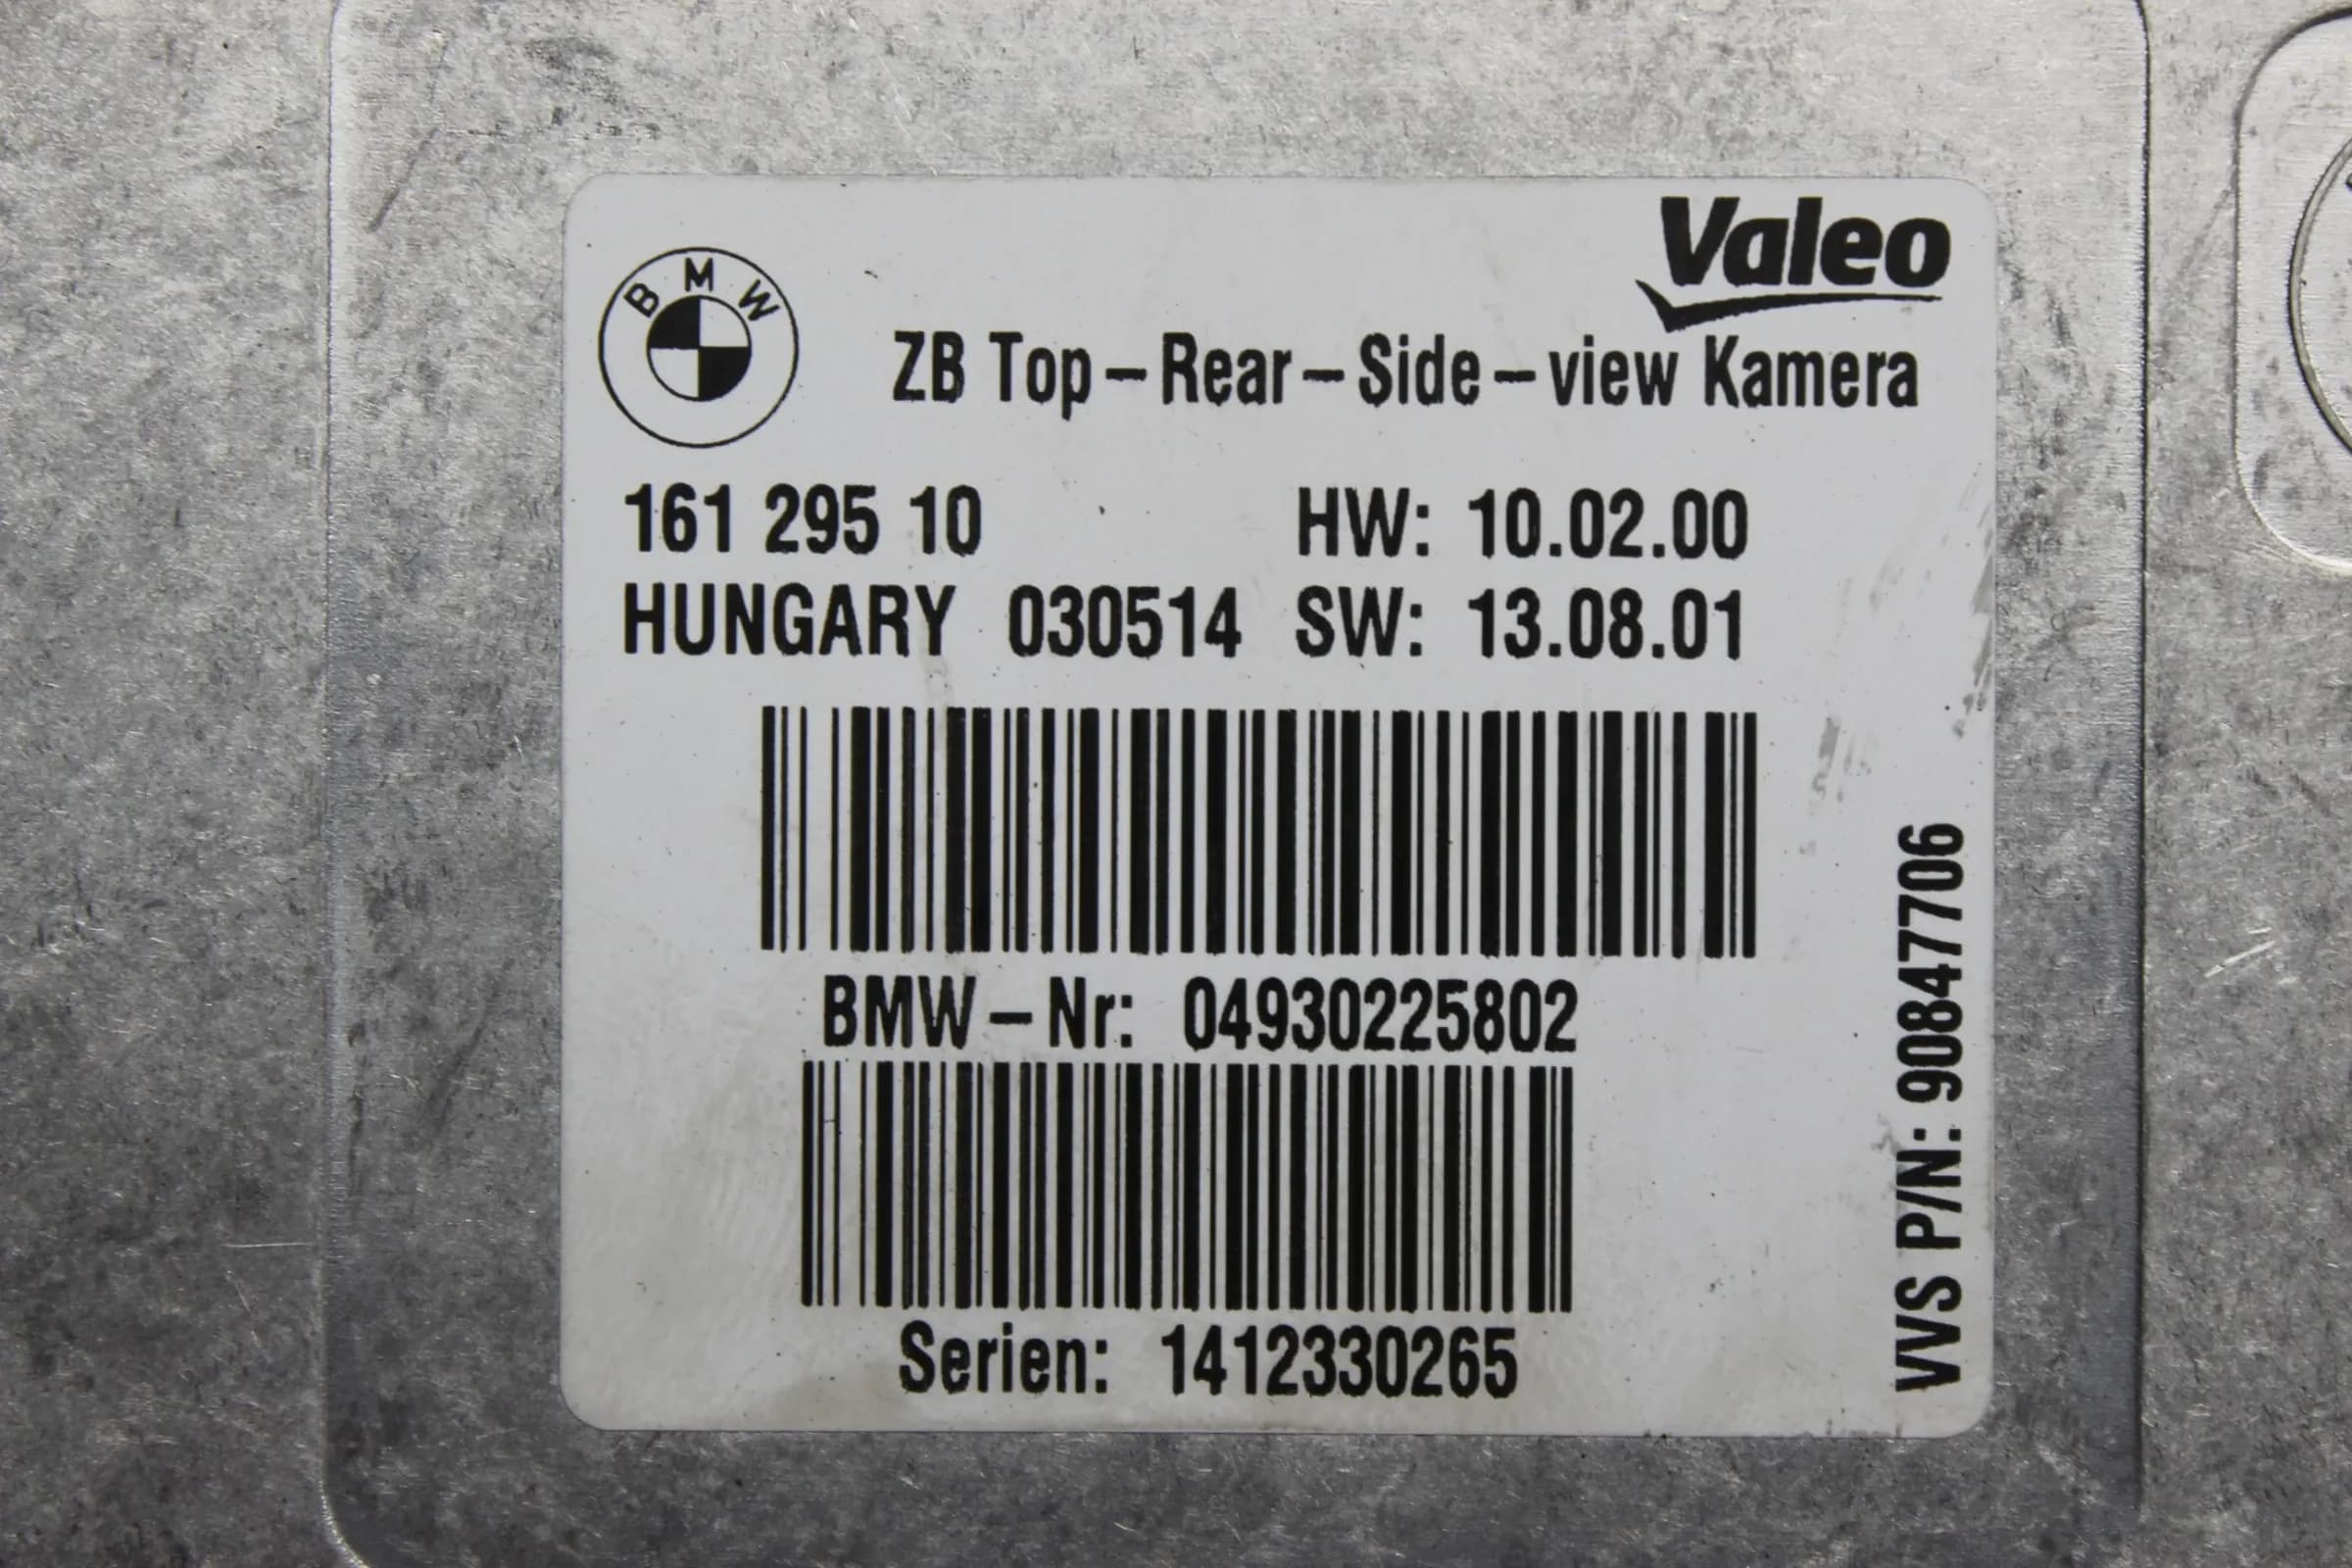 Valeo
BMW
ZB Top-Rear-Side-view Kamera
161 295 10 HW: 10.02.00
HUNGARY 030514 SW: 13.08.01
BMW-Nr: 04930225802
Serien: 1412330265
VVS P/N: 90847706